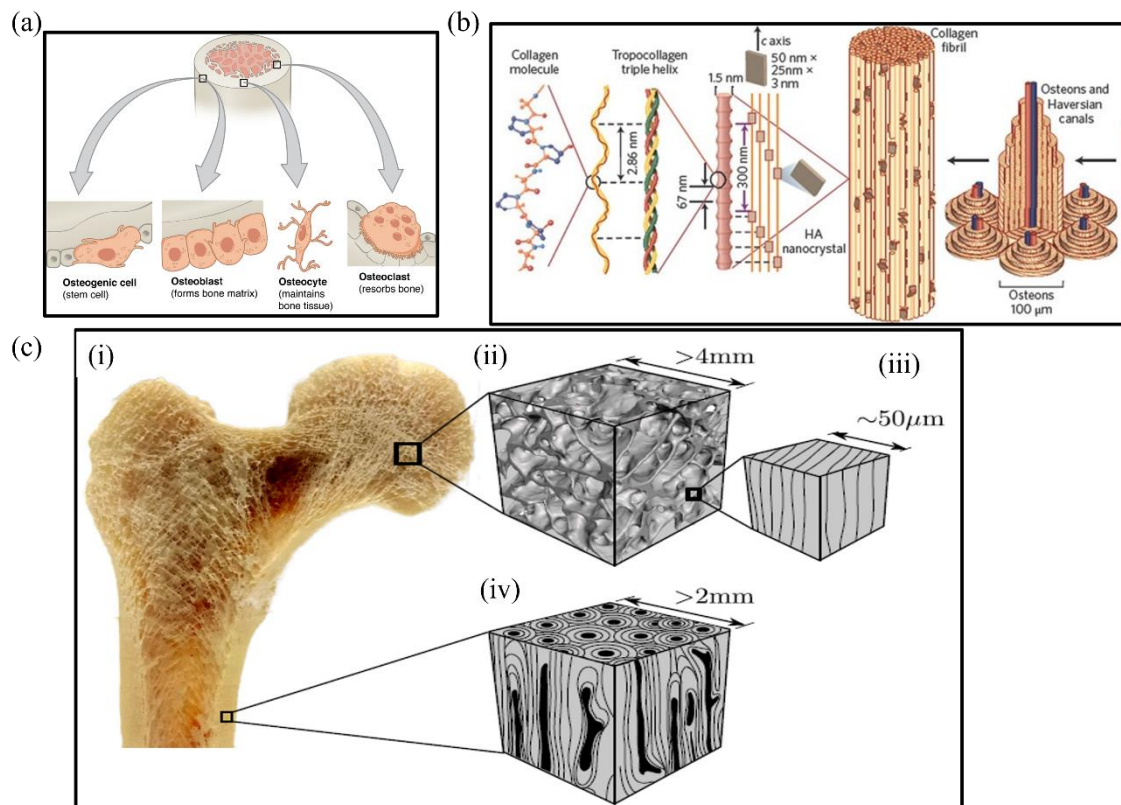 (a)
Osteogenic cell
(stem cell)
Osteoblast
(forms bone matrix)
Osteocyte
(maintains
bone tissue)
Osteoclast
(resorbs bone)
(b)
Collagen
molecule
Tropocollagen
triple helix
2.86 nm
1.5 nm
67 nm
300 nm
c axis
50 nm ×
25nm ×
3 nm
HA
nanocrystal
Collagen
fibril
Osteons and
Haversian
canals
Osteons
100 μm
(c)
(i)
(ii)
>4mm
(iii)
~50μm
(iv)
>2mm